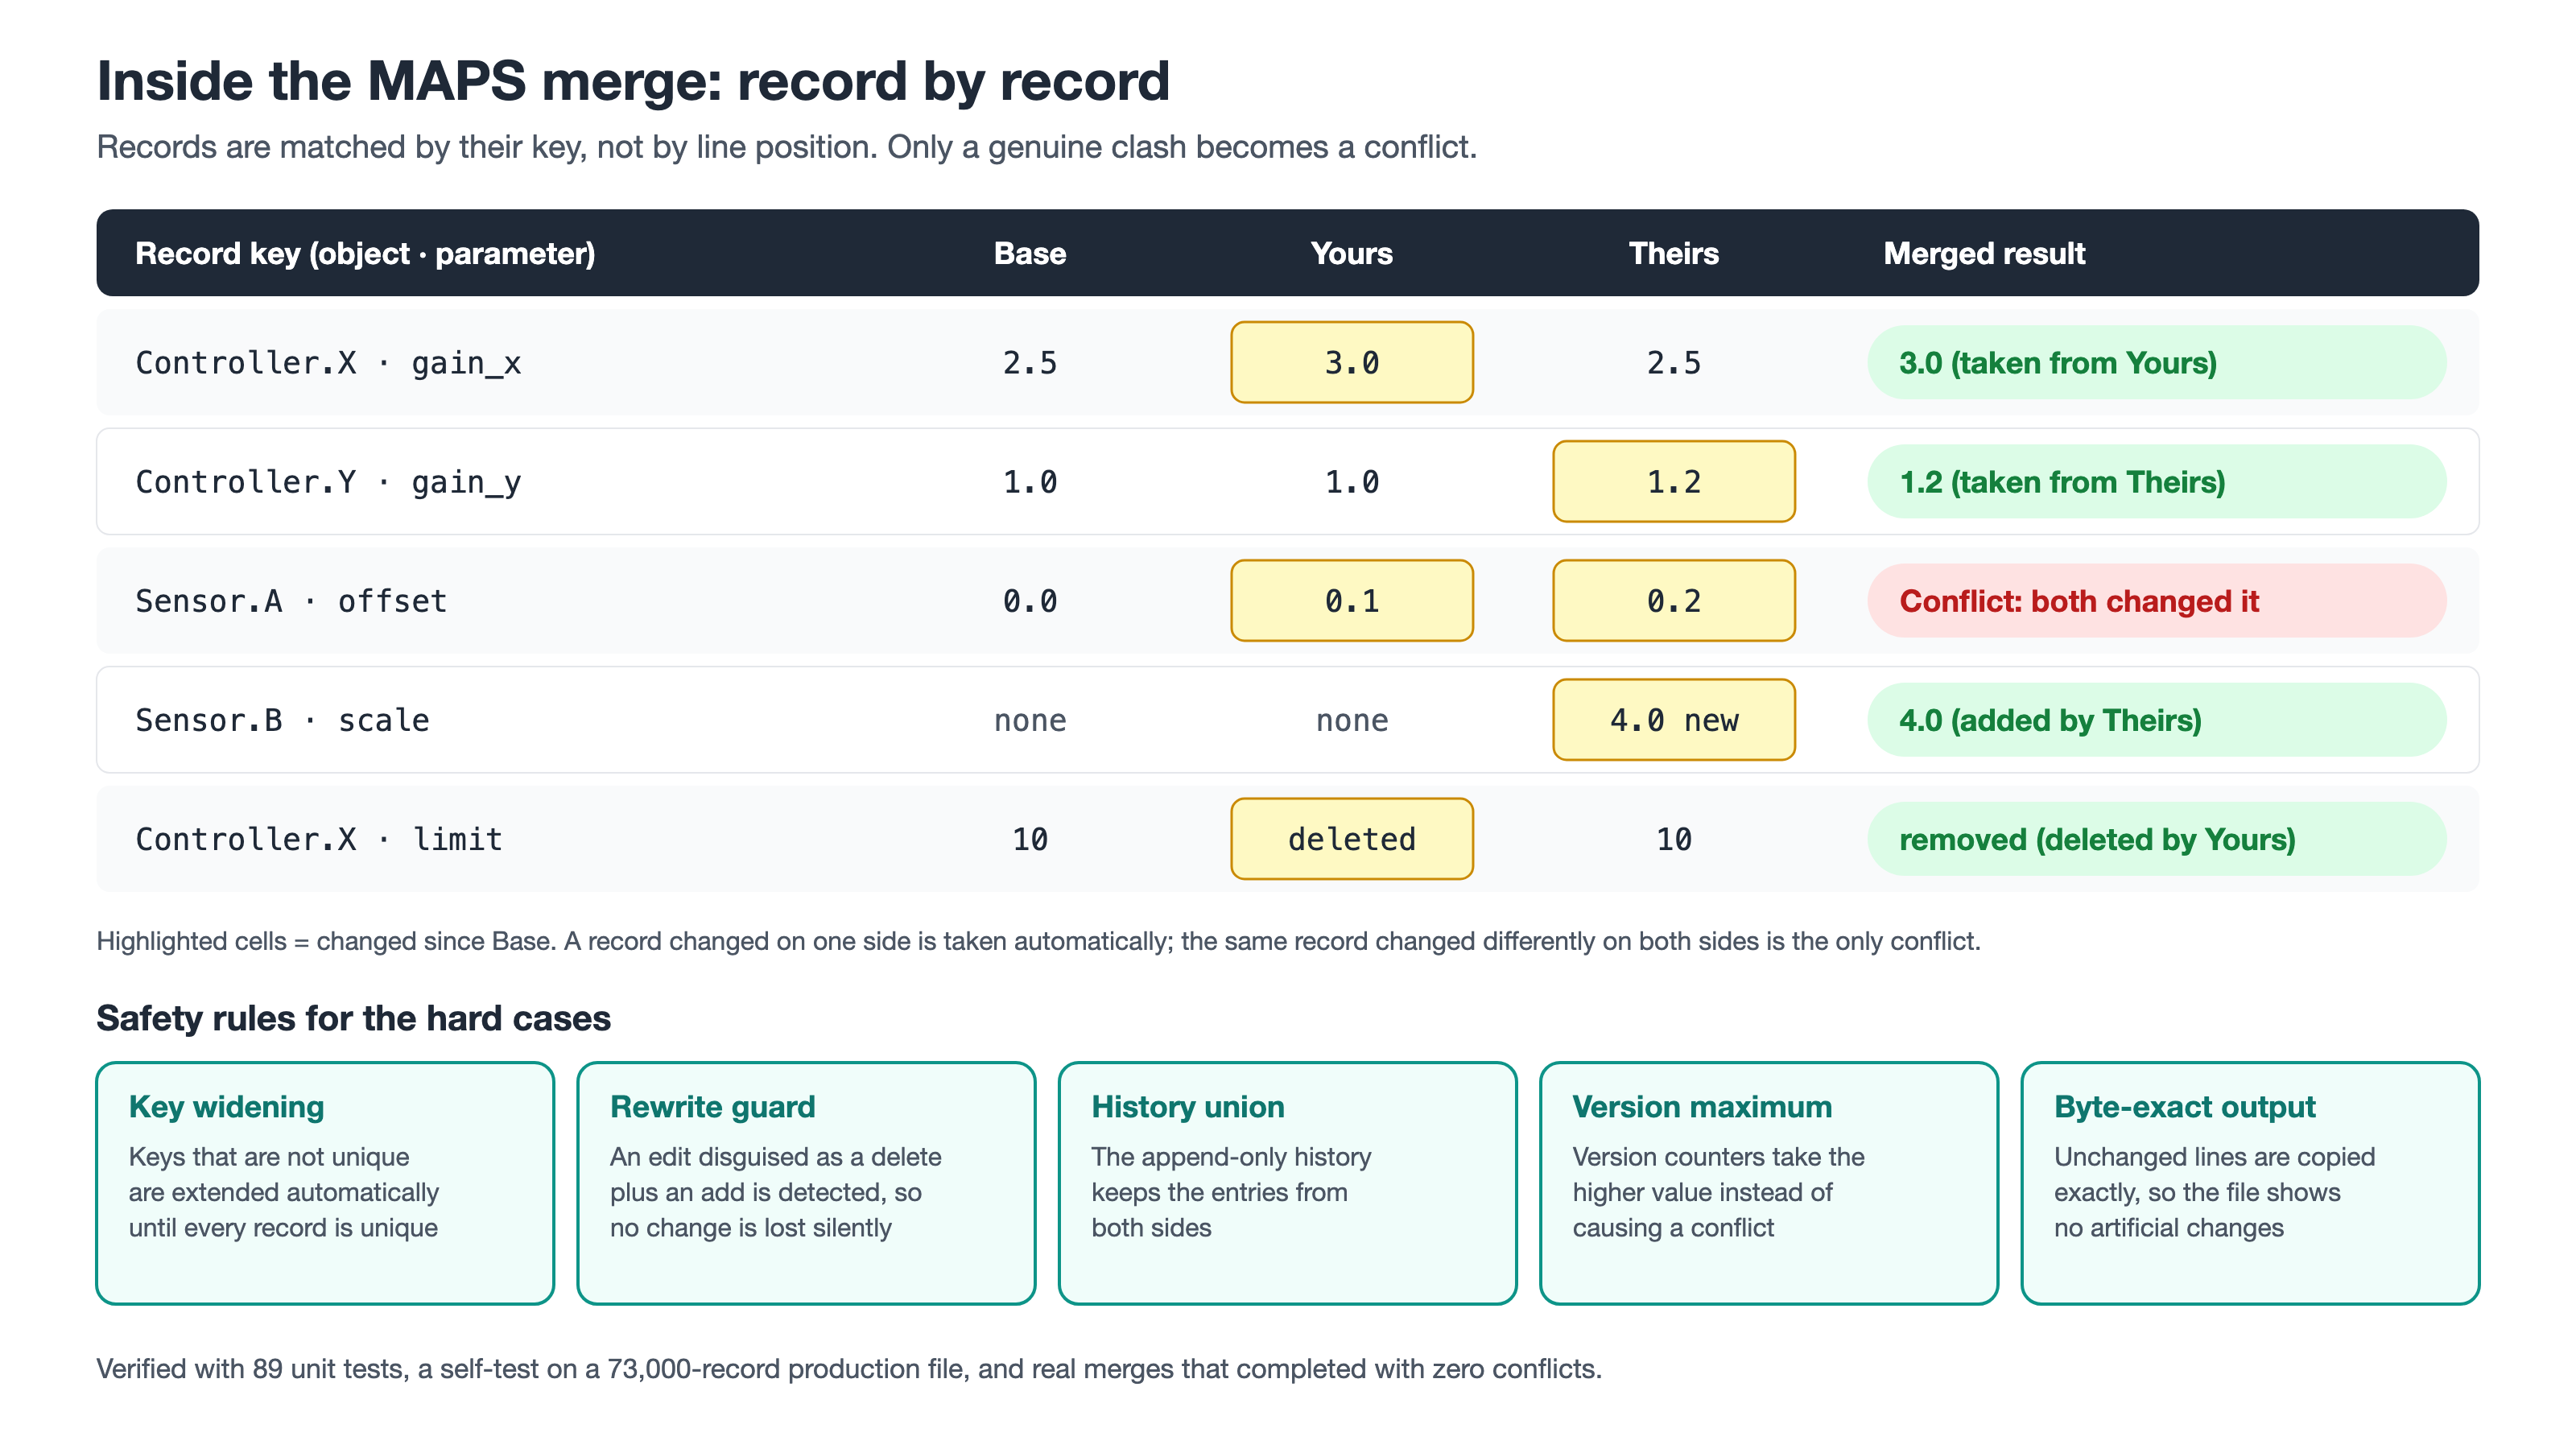 Inside the MAPS merge: record by record
Records are matched by their key, not by line position. Only a genuine clash becomes a conflict.
Record key (object · parameter) Base Yours Theirs Merged result
Controller.X · gain_x 2.5 3.0 2.5 3.0 (taken from Yours)
Controller.Y · gain_y 1.0 1.0 1.2 1.2 (taken from Theirs)
Sensor.A · offset 0.0 0.1 0.2 Conflict: both changed it
Sensor.B · scale none none 4.0 new 4.0 (added by Theirs)
Controller.X · limit 10 deleted 10 removed (deleted by Yours)
Highlighted cells = changed since Base. A record changed on one side is taken automatically; the same record changed differently on both sides is the only conflict.
Safety rules for the hard cases
Key widening
Keys that are not unique
are extended automatically
until every record is unique
Rewrite guard
An edit disguised as a delete
plus an add is detected, so
no change is lost silently
History union
The append-only history
keeps the entries from
both sides
Version maximum
Version counters take the
higher value instead of
causing a conflict
Byte-exact output
Unchanged lines are copied
exactly, so the file shows
no artificial changes
Verified with 89 unit tests, a self-test on a 73,000-record production file, and real merges that completed with zero conflicts.